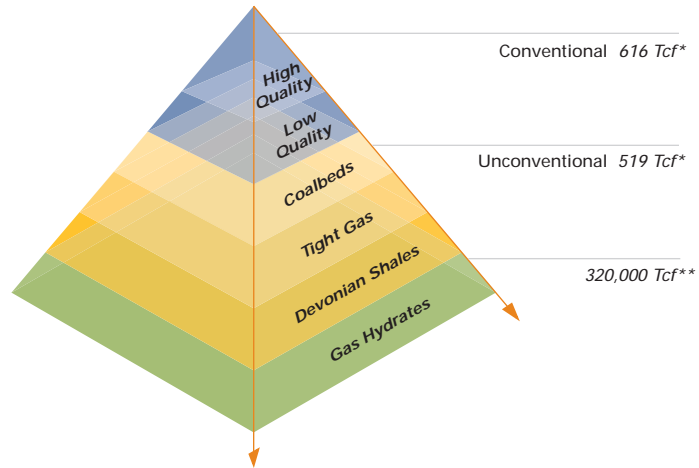 High
Quality
Low
Quality
Coalbeds
Tight Gas
Devonian Shales
Gas Hydrates
Conventional 616 Tcf*
Unconventional 519 Tcf*
320,000 Tcf**